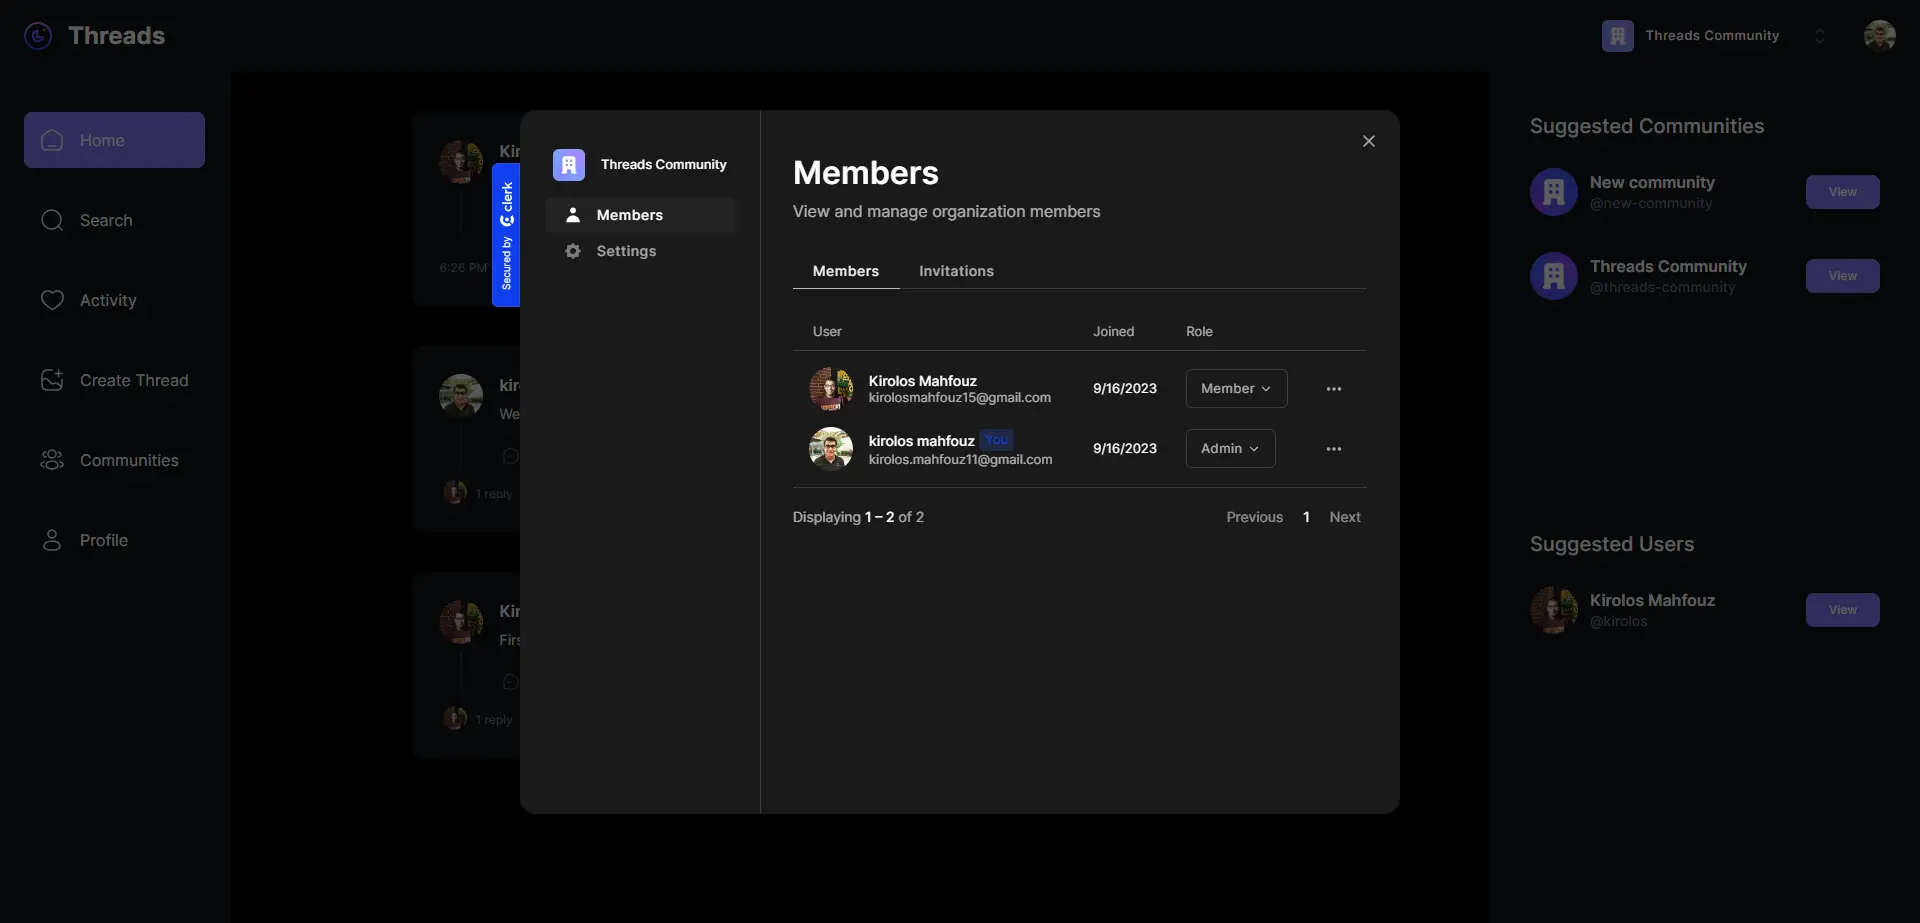 Threads
Threads Community
Home
Search
Activity
Create Thread
Communities
Profile
Kir
6:26 PM
kir
We
1 reply
Kir
Firs
1 reply
Secured by clerk
Threads Community
Members
Settings
Members
View and manage organization members
Members Invitations
User Joined Role
Kirolos Mahfouz
kirolosmahfouz15@gmail.com
9/16/2023
Member
kirolos mahfouz You
kirolos.mahfouz11@gmail.com
9/16/2023
Admin
Displaying 1 – 2 of 2
Previous 1 Next
Suggested Communities
New community
@new-community
View
Threads Community
@threads-community
View
Suggested Users
Kirolos Mahfouz
@kirolos
View